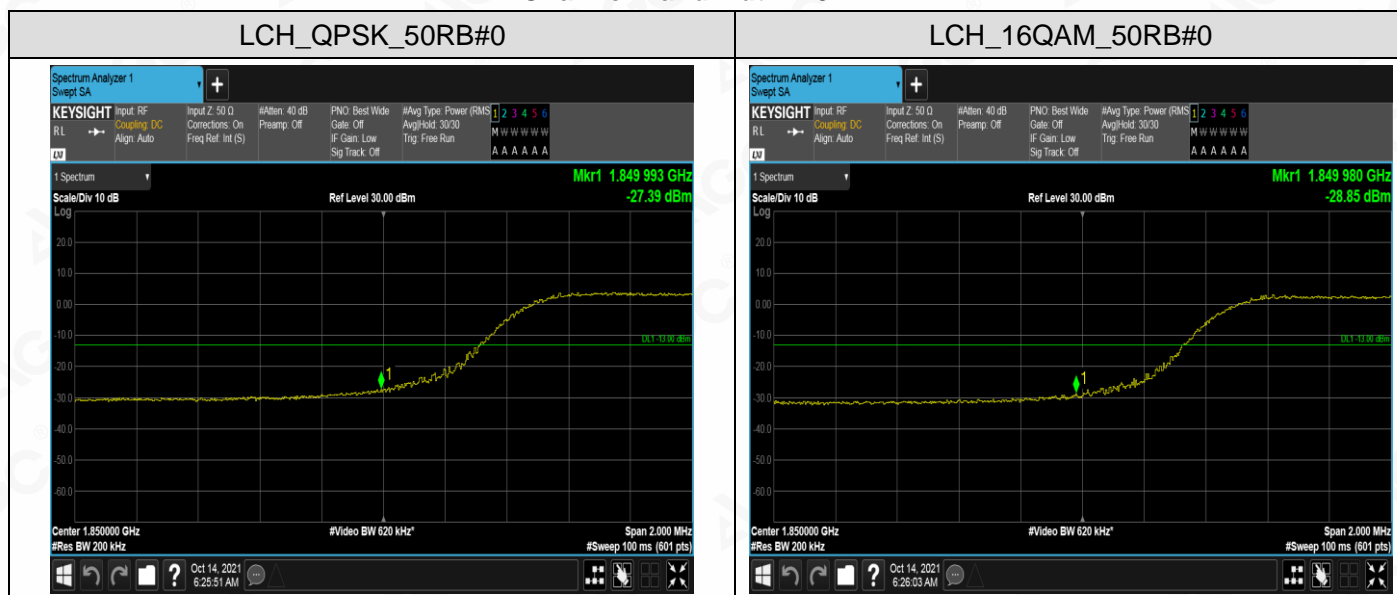 LCH_QPSK_50RB#0
LCH_16QAM_50RB#0
Spectrum Analyzer 1
Swept SA
+
KEYSIGHT
RL
LXI
Input: RF
Coupling: DC
Align: Auto
Input Z: 50 Ω
Corrections: On
Freq Ref: Int (S)
#Atten: 40 dB
Preamp: Off
PNO: Best Wide
Gate: Off
IF Gain: Low
Sig Track: Off
#Avg Type: Power (RMS
Avg|Hold: 30/30
Trig: Free Run
1 2 3 4 5 6
M W W W W W
A A A A A A
1 Spectrum
Mkr1 1.849 993 GHz
Scale/Div 10 dB
Ref Level 30.00 dBm
-27.39 dBm
Log
20.0
10.0
0.00
-10.0
DL1 -13.00 dBm
-20.0
1
-30.0
-40.0
-50.0
-60.0
Center 1.850000 GHz
#Video BW 620 kHz*
Span 2.000 MHz
#Res BW 200 kHz
#Sweep 100 ms (601 pts)
?
Oct 14, 2021
6:25:51 AM
Spectrum Analyzer 1
Swept SA
+
KEYSIGHT
RL
LXI
Input: RF
Coupling: DC
Align: Auto
Input Z: 50 Ω
Corrections: On
Freq Ref: Int (S)
#Atten: 40 dB
Preamp: Off
PNO: Best Wide
Gate: Off
IF Gain: Low
Sig Track: Off
#Avg Type: Power (RMS
Avg|Hold: 30/30
Trig: Free Run
1 2 3 4 5 6
M W W W W W
A A A A A A
1 Spectrum
Mkr1 1.849 980 GHz
Scale/Div 10 dB
Ref Level 30.00 dBm
-28.85 dBm
Log
20.0
10.0
0.00
-10.0
DL1 -13.00 dBm
-20.0
1
-30.0
-40.0
-50.0
-60.0
Center 1.850000 GHz
#Video BW 620 kHz*
Span 2.000 MHz
#Res BW 200 kHz
#Sweep 100 ms (601 pts)
?
Oct 14, 2021
6:26:03 AM